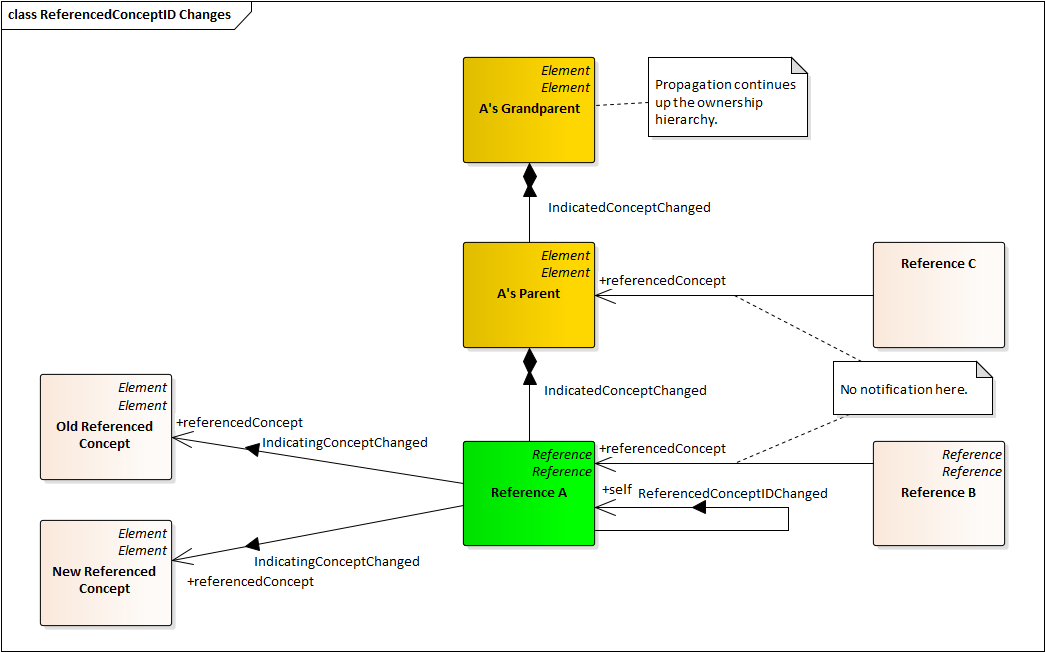 class ReferencedConceptID Changes
Element
Element
A's Grandparent
Propagation continues
up the ownership
hierarchy.
IndicatedConceptChanged
Element
Element
A's Parent
+referencedConcept
Reference C
No notification here.
IndicatedConceptChanged
Element
Element
Old Referenced
Concept
+referencedConcept
IndicatingConceptChanged
Reference
Reference
Reference A
+referencedConcept
Reference
Reference
Reference B
+self
ReferencedConceptIDChanged
Element
Element
New Referenced
Concept
IndicatingConceptChanged
+referencedConcept